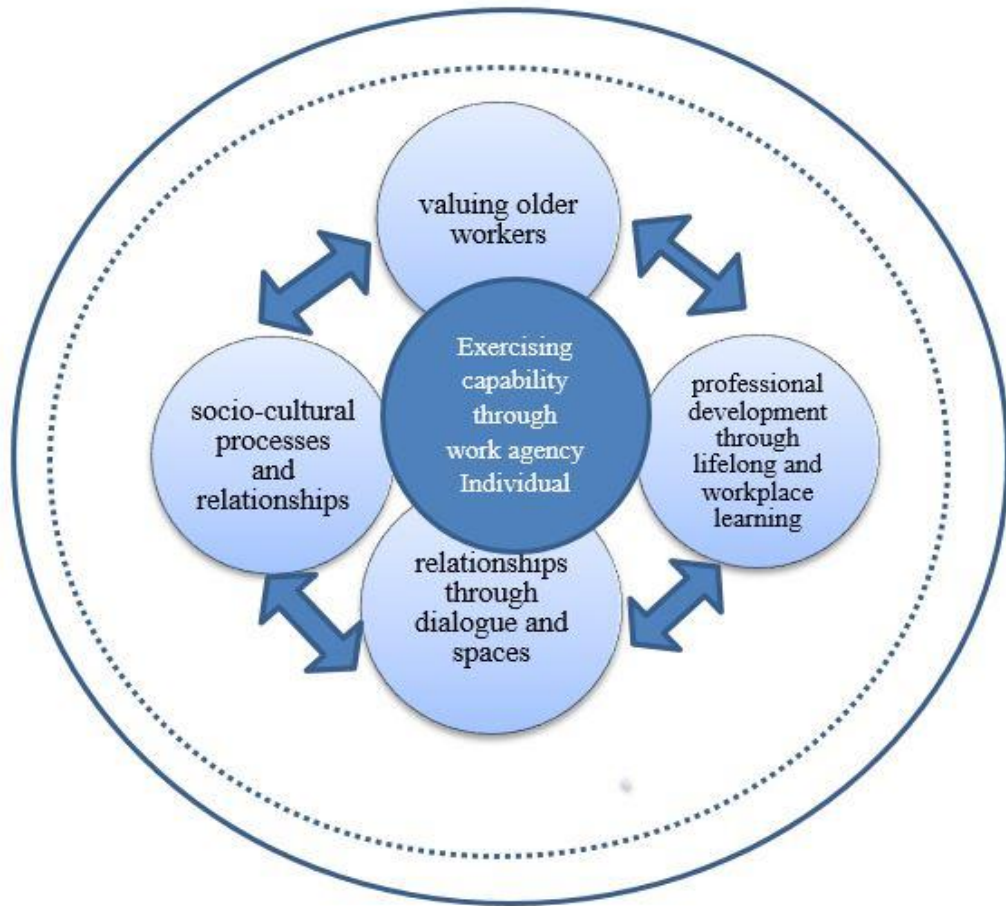 valuing older
workers
Exercising
capability
through
work agency
Individual
socio-cultural
processes
and
relationships
professional
development
through
lifelong and
workplace
learning
relationships
through
dialogue and
spaces